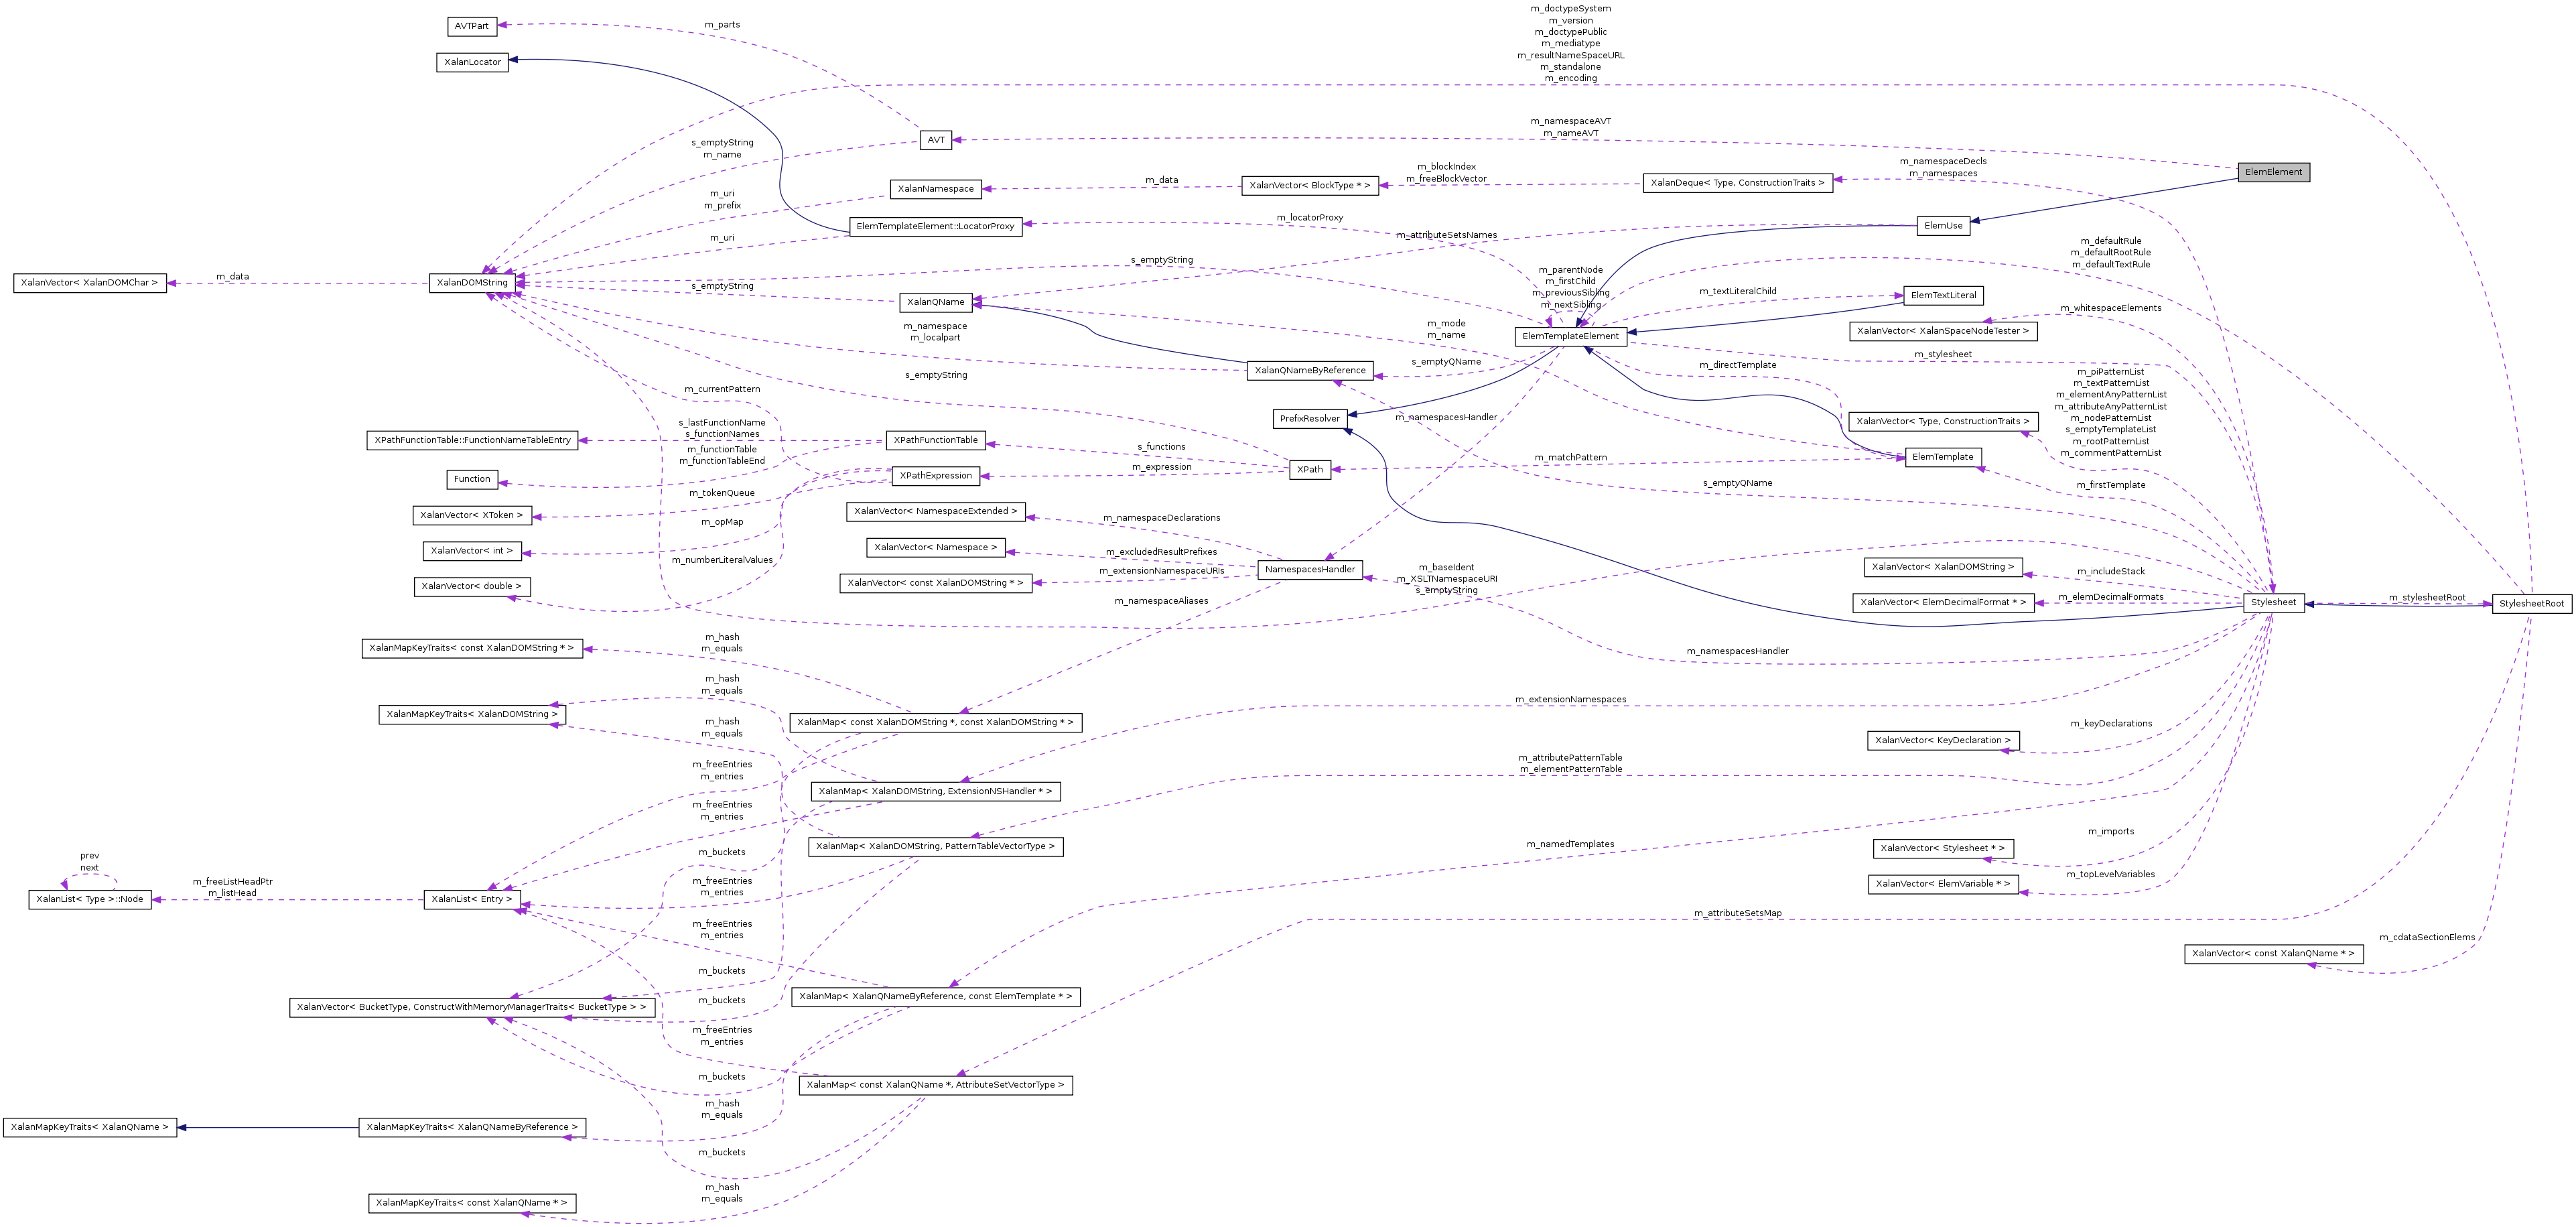 AVTPart
m_parts
XalanLocator
m_doctypeSystem
m_version
m_doctypePublic
m_mediatype
m_resultNameSpaceURL
m_standalone
m_encoding
AVT
s_emptyString
m_name
m_namespaceAVT
m_nameAVT
ElemElement
XalanNamespace
m_uri
m_prefix
m_data
XalanVector< BlockType * >
m_blockIndex
m_freeBlockVector
XalanDeque< Type, ConstructionTraits >
m_namespaceDecls
m_namespaces
ElemTemplateElement::LocatorProxy
m_uri
m_locatorProxy
m_attributeSetsNames
ElemUse
m_defaultRule
m_defaultRootRule
m_defaultTextRule
XalanVector< XalanDOMChar >
m_data
XalanDOMString
s_emptyString
s_emptyString
XalanQName
m_parentNode
m_firstChild
m_previousSibling
m_nextSibling
m_textLiteralChild
ElemTextLiteral
m_whitespaceElements
XalanVector< XalanSpaceNodeTester >
m_namespace
m_localpart
m_mode
m_name
ElemTemplateElement
m_stylesheet
s_emptyString
XalanQNameByReference
s_emptyQName
m_directTemplate
m_piPatternList
m_textPatternList
m_elementAnyPatternList
m_attributeAnyPatternList
m_nodePatternList
s_emptyTemplateList
m_rootPatternList
m_commentPatternList
m_currentPattern
PrefixResolver
m_namespacesHandler
XalanVector< Type, ConstructionTraits >
XPathFunctionTable::FunctionNameTableEntry
s_lastFunctionName
s_functionNames
XPathFunctionTable
s_functions
m_functionTable
m_functionTableEnd
Function
XPathExpression
m_expression
XPath
m_matchPattern
ElemTemplate
s_emptyQName
m_firstTemplate
XalanVector< XToken >
m_tokenQueue
XalanVector< NamespaceExtended >
m_namespaceDeclarations
XalanVector< int >
m_opMap
XalanVector< Namespace >
m_excludedResultPrefixes
XalanVector< double >
m_numberLiteralValues
XalanVector< const XalanDOMString * >
m_extensionNamespaceURIs
NamespacesHandler
m_baseIdent
m_XSLTNamespaceURI
s_emptyString
XalanVector< XalanDOMString >
m_includeStack
XalanVector< ElemDecimalFormat * >
m_elemDecimalFormats
Stylesheet
m_stylesheetRoot
StylesheetRoot
m_namespaceAliases
XalanMapKeyTraits< const XalanDOMString * >
m_hash
m_equals
m_namespacesHandler
XalanMapKeyTraits< XalanDOMString >
m_hash
m_equals
m_hash
m_equals
XalanMap< const XalanDOMString *, const XalanDOMString * >
m_extensionNamespaces
m_keyDeclarations
XalanVector< KeyDeclaration >
m_freeEntries
m_entries
m_attributePatternTable
m_elementPatternTable
XalanMap< XalanDOMString, ExtensionNSHandler * >
m_freeEntries
m_entries
XalanMap< XalanDOMString, PatternTableVectorType >
m_buckets
m_namedTemplates
m_imports
XalanVector< Stylesheet * >
prev
next
XalanList< Type >::Node
m_freeListHeadPtr
m_listHead
XalanList< Entry >
m_freeEntries
m_entries
m_topLevelVariables
XalanVector< ElemVariable * >
m_freeEntries
m_entries
m_attributeSetsMap
m_cdataSectionElems
XalanVector< const XalanQName * >
m_buckets
XalanVector< BucketType, ConstructWithMemoryManagerTraits< BucketType > >
m_buckets
XalanMap< XalanQNameByReference, const ElemTemplate * >
m_freeEntries
m_entries
m_buckets
XalanMap< const XalanQName *, AttributeSetVectorType >
m_hash
m_equals
XalanMapKeyTraits< XalanQName >
XalanMapKeyTraits< XalanQNameByReference >
m_buckets
XalanMapKeyTraits< const XalanQName * >
m_hash
m_equals